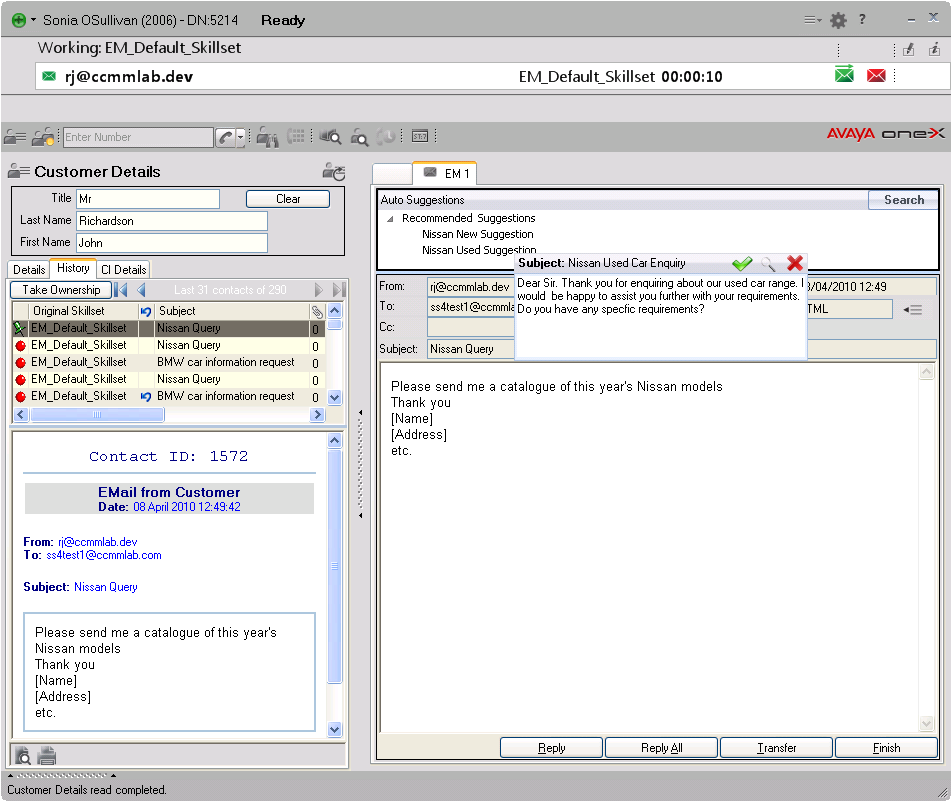 Sonia OSullivan (2006) - DN:5214 Ready
?
Working: EM_Default_Skillset
rj@ccmmlab.dev EM_Default_Skillset 00:00:10
Enter Number
AVAYA one-X
Customer Details
Title Mr Clear
Last Name Richardson
First Name John
Details History CI Details
Take Ownership Last 31 contacts of 290
Original Skillset Subject
EM_Default_Skillset Nissan Query 0
EM_Default_Skillset Nissan Query 0
EM_Default_Skillset BMW car information request 0
EM_Default_Skillset Nissan Query 0
EM_Default_Skillset BMW car information request 0
Contact ID: 1572
EMail from Customer
Date: 08 April 2010 12:49:42
From: rj@ccmmlab.dev
To: ss4test1@ccmmlab.com
Subject: Nissan Query
Please send me a catalogue of this year's
Nissan models
Thank you
[Name]
[Address]
etc.
EM 1
Auto Suggestions Search
Recommended Suggestions
Nissan New Suggestion
Nissan Used Suggestion
Subject: Nissan Used Car Enquiry
Dear Sir. Thank you for enquiring about our used car range. I
would be happy to assist you further with your requirements.
Do you have any specfic requirements?
From: rj@ccmmlab.dev /04/2010 12:49
To: ss4test1@ccmmla TML
Cc:
Subject: Nissan Query
Please send me a catalogue of this year's Nissan models
Thank you
[Name]
[Address]
etc.
Reply Reply All Transfer Finish
Customer Details read completed.